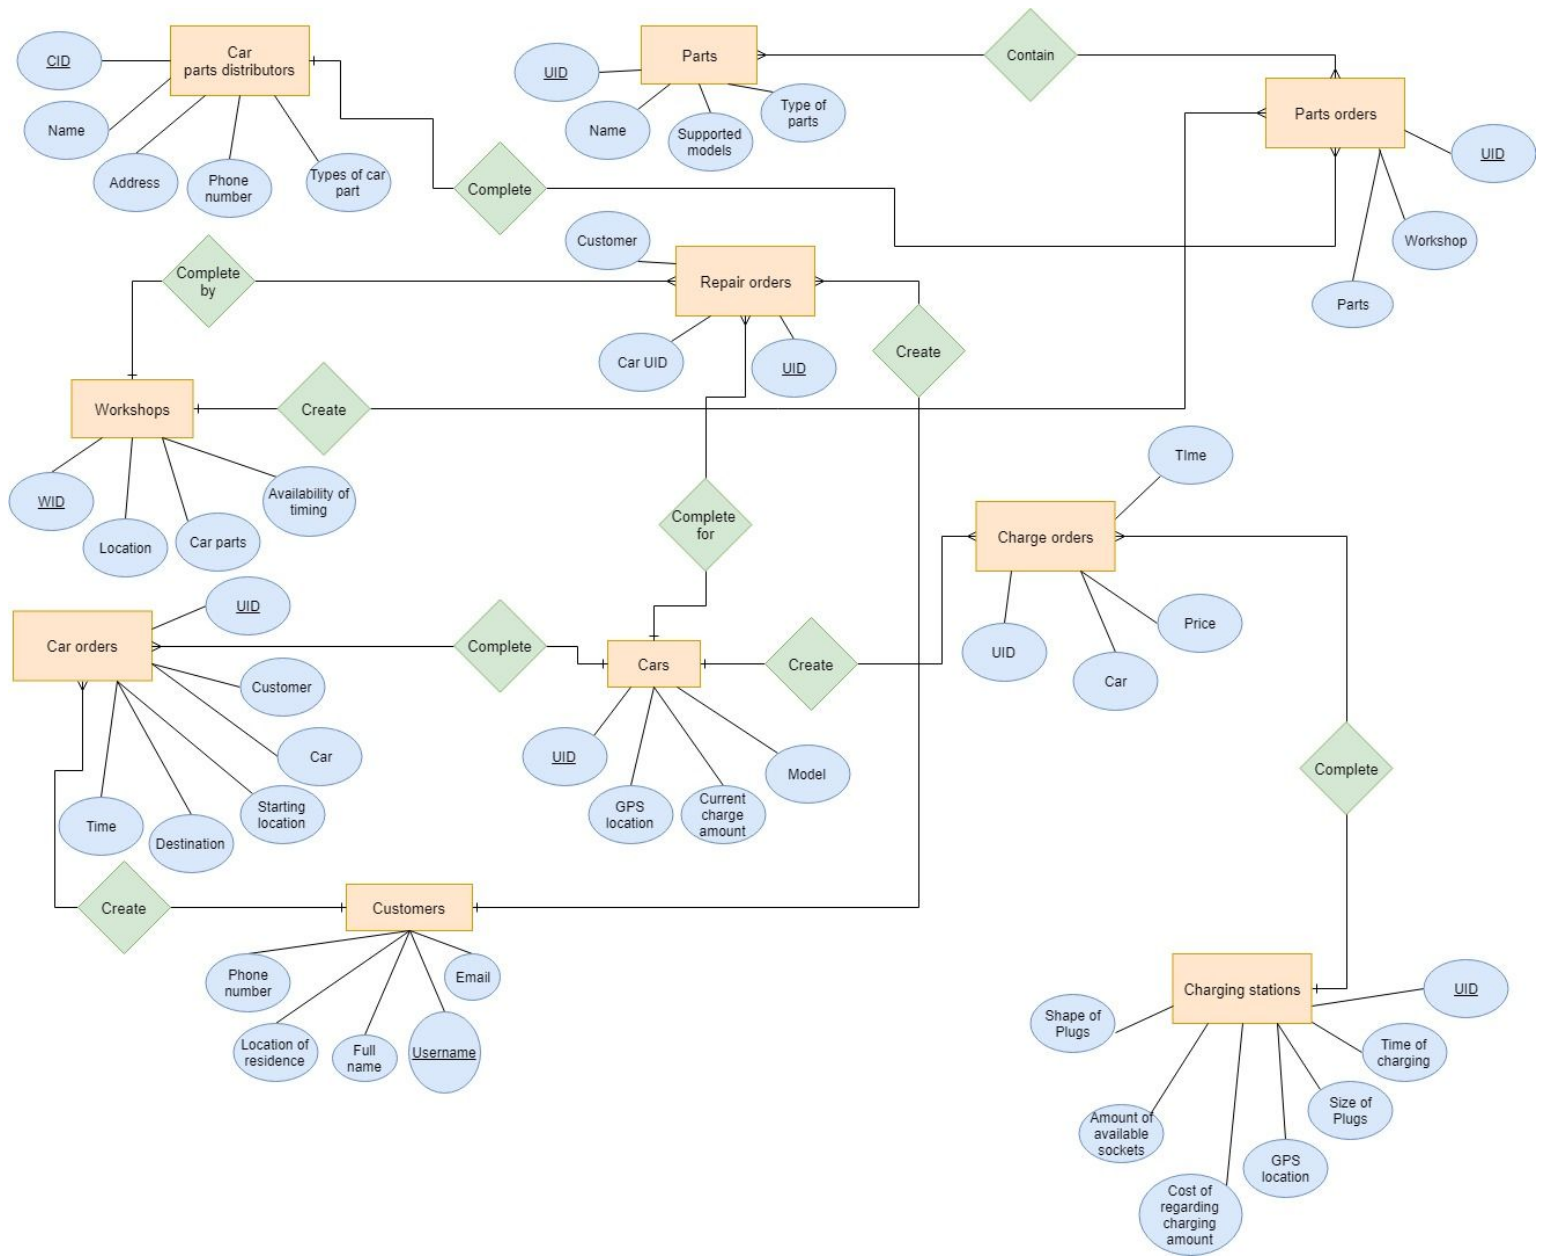 Car
parts distributors
CID
Name
Address
Phone
number
Types of car
part
Parts
UID
Name
Supported
models
Type of
parts
Contain
Parts orders
UID
Workshop
Parts
Complete
Customer
Repair orders
Car UID
UID
Complete
by
Create
Workshops
Create
WID
Location
Car parts
Availability of
timing
Complete
for
TIme
Charge orders
UID
Car
Price
Car orders
UID
Customer
Car
Starting
location
Destination
Time
Complete
Cars
Create
UID
GPS
location
Current
charge
amount
Model
Complete
Create
Customers
Phone
number
Location of
residence
Full
name
Username
Email
Charging stations
UID
Shape of
Plugs
Time of
charging
Size of
Plugs
Amount of
available
sockets
GPS
location
Cost of
regarding
charging
amount